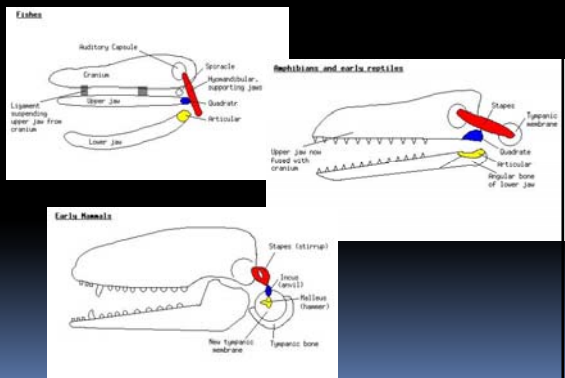 Fishes
Auditory Capsule
Cranium
Spiracle
Hyomandibular,
supporting jaws
Upper jaw
Quadrate
Ligament
suspending
upper jaw from
cranium
Articular
Lower jaw
Amphibians and early reptiles
Stapes
Tympanic
membrane
Upper jaw now
fused with
cranium
Quadrate
Articular
Angular bone
of lower jaw
Early Mammals
Stapes (stirrup)
Incus
(anvil)
Malleus
(hammer)
New tympanic
membrane
Tympanic bone